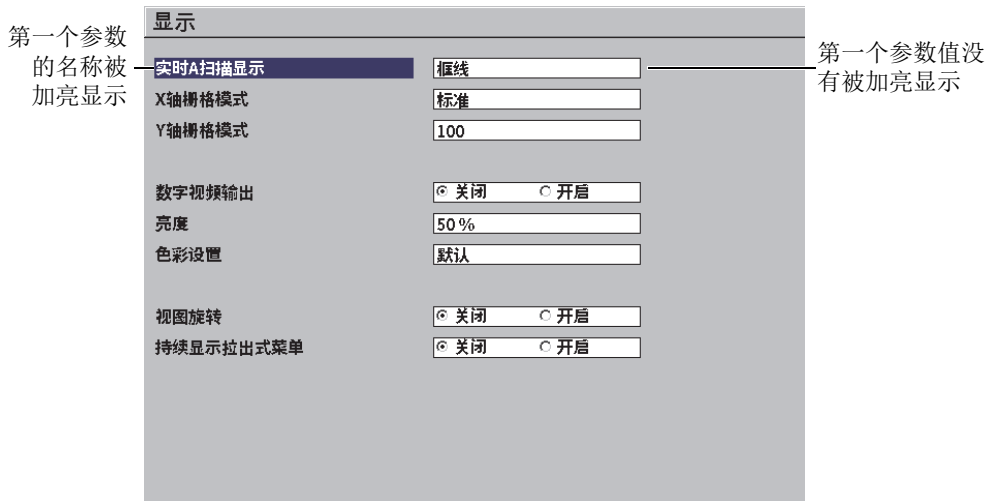 显示
第一个参数
的名称被
加亮显示
实时A扫描显示 框线
第一个参数值没
有被加亮显示
X轴栅格模式 标准
Y轴栅格模式 100
数字视频输出 关闭 开启
亮度 50%
色彩设置 默认
视图旋转 关闭 开启
持续显示拉出式菜单 关闭 开启